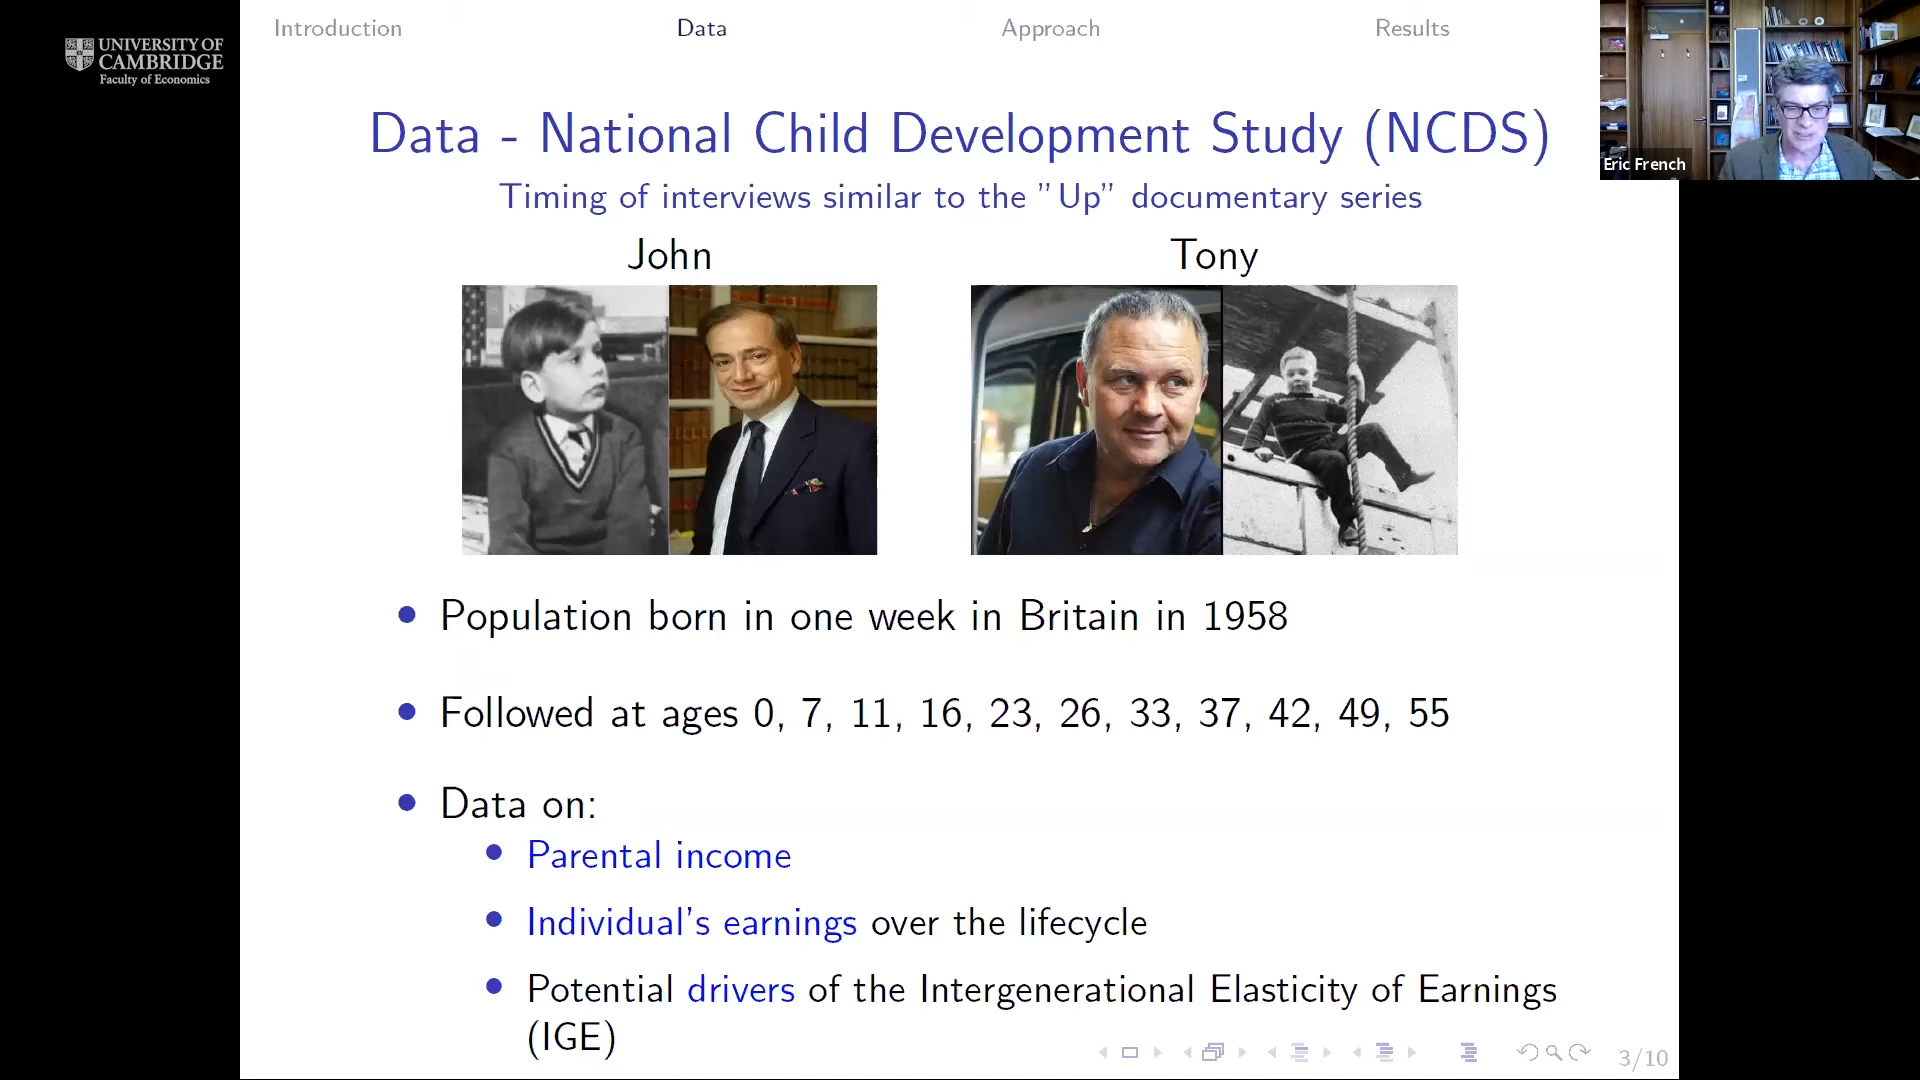 UNIVERSITY OF
CAMBRIDGE
Faculty of Economics
Introduction Data Approach Results
Eric French
Data - National Child Development Study (NCDS)
Timing of interviews similar to the ”Up” documentary series
John Tony
Population born in one week in Britain in 1958
Followed at ages 0, 7, 11, 16, 23, 26, 33, 37, 42, 49, 55
Data on:
Parental income
Individual's earnings over the lifecycle
Potential drivers of the Intergenerational Elasticity of Earnings
(IGE)
3/10